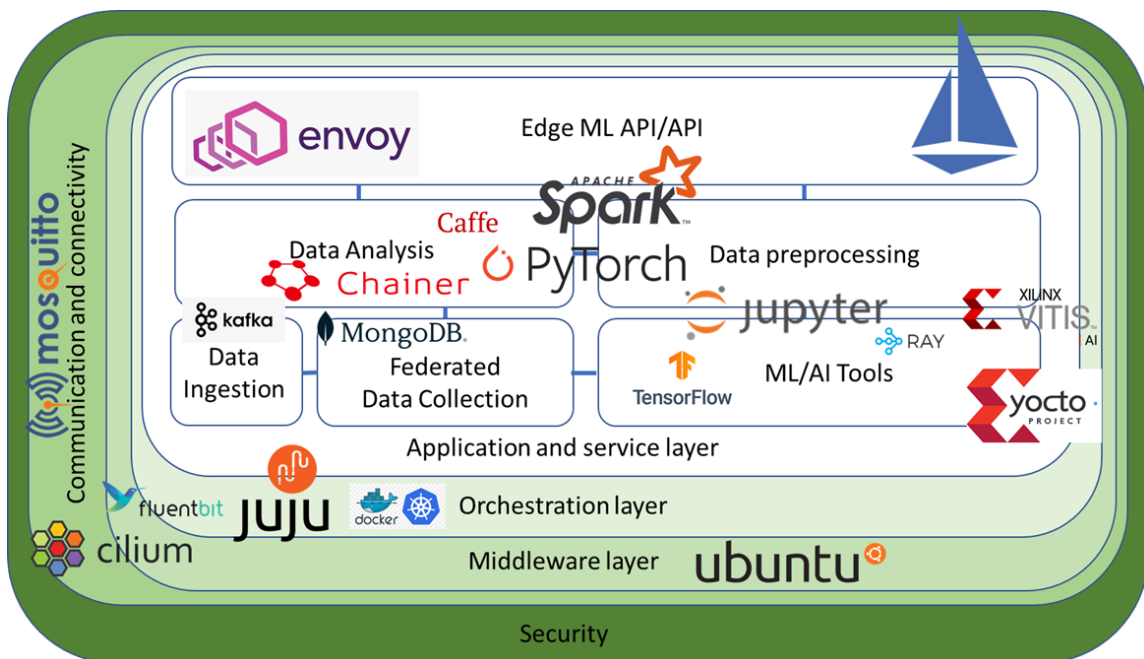 envoy
Edge ML API/API
APACHE
Spark™
Caffe
Data Analysis
PyTorch
Data preprocessing
Chainer
mosquitto
Communication and connectivity
kafka
MongoDB.
jupyter
XILINX
VITIS™
AI
RAY
Data
Ingestion
Federated
Data Collection
TensorFlow
ML/AI Tools
yocto
PROJECT
Application and service layer
fluentbit
juju
docker
Orchestration layer
cilium
Middleware layer
ubuntu
Security